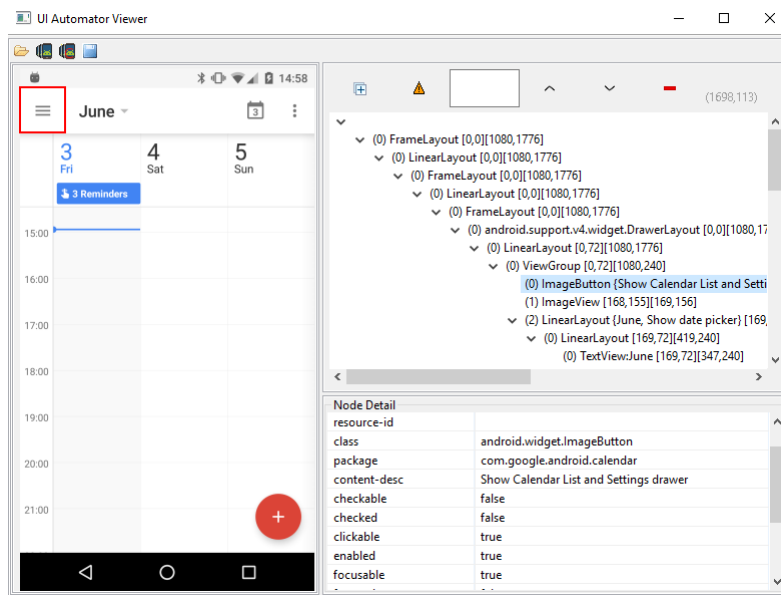 UI Automator Viewer
14:58
June
3
3
Fri
4
Sat
5
Sun
3 Reminders
15:00
16:00
17:00
18:00
19:00
20:00
21:00
+
(1698,113)
(0) FrameLayout [0,0][1080,1776]
(0) LinearLayout [0,0][1080,1776]
(0) FrameLayout [0,0][1080,1776]
(0) LinearLayout [0,0][1080,1776]
(0) FrameLayout [0,0][1080,1776]
(0) android.support.v4.widget.DrawerLayout [0,0][1080,17
(0) LinearLayout [0,72][1080,1776]
(0) ViewGroup [0,72][1080,240]
(0) ImageButton {Show Calendar List and Setti
(1) ImageView [168,155][169,156]
(2) LinearLayout {June, Show date picker} [169,
(0) LinearLayout [169,72][419,240]
(0) TextView:June [169,72][347,240]
Node Detail
resource-id
class android.widget.ImageButton
package com.google.android.calendar
content-desc Show Calendar List and Settings drawer
checkable false
checked false
clickable true
enabled true
focusable true